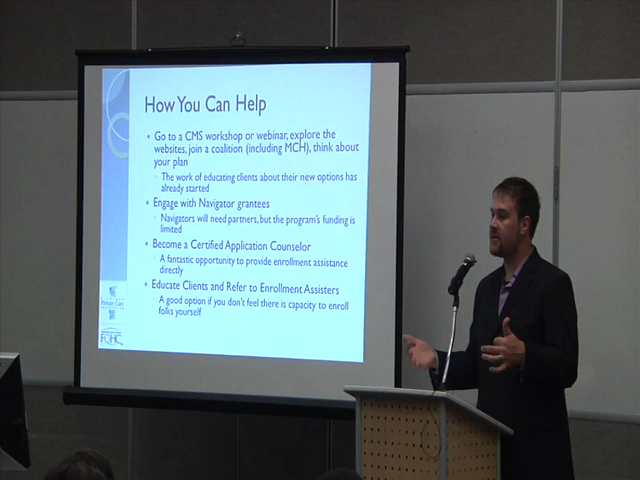 How You Can Help
• Go to a CMS workshop or webinar, explore the
websites, join a coalition (including MCH), think about
your plan
• The work of educating clients about their new options has
already started
• Engage with Navigator grantees
• Navigators will need partners, but the program's funding is
limited
• Become a Certified Application Counselor
• A fantastic opportunity to provide enrollment assistance
directly
• Educate Clients and Refer to Enrollment Assisters
• A good option if you don't feel there is capacity to enroll
folks yourself
Primary Care
FQHC